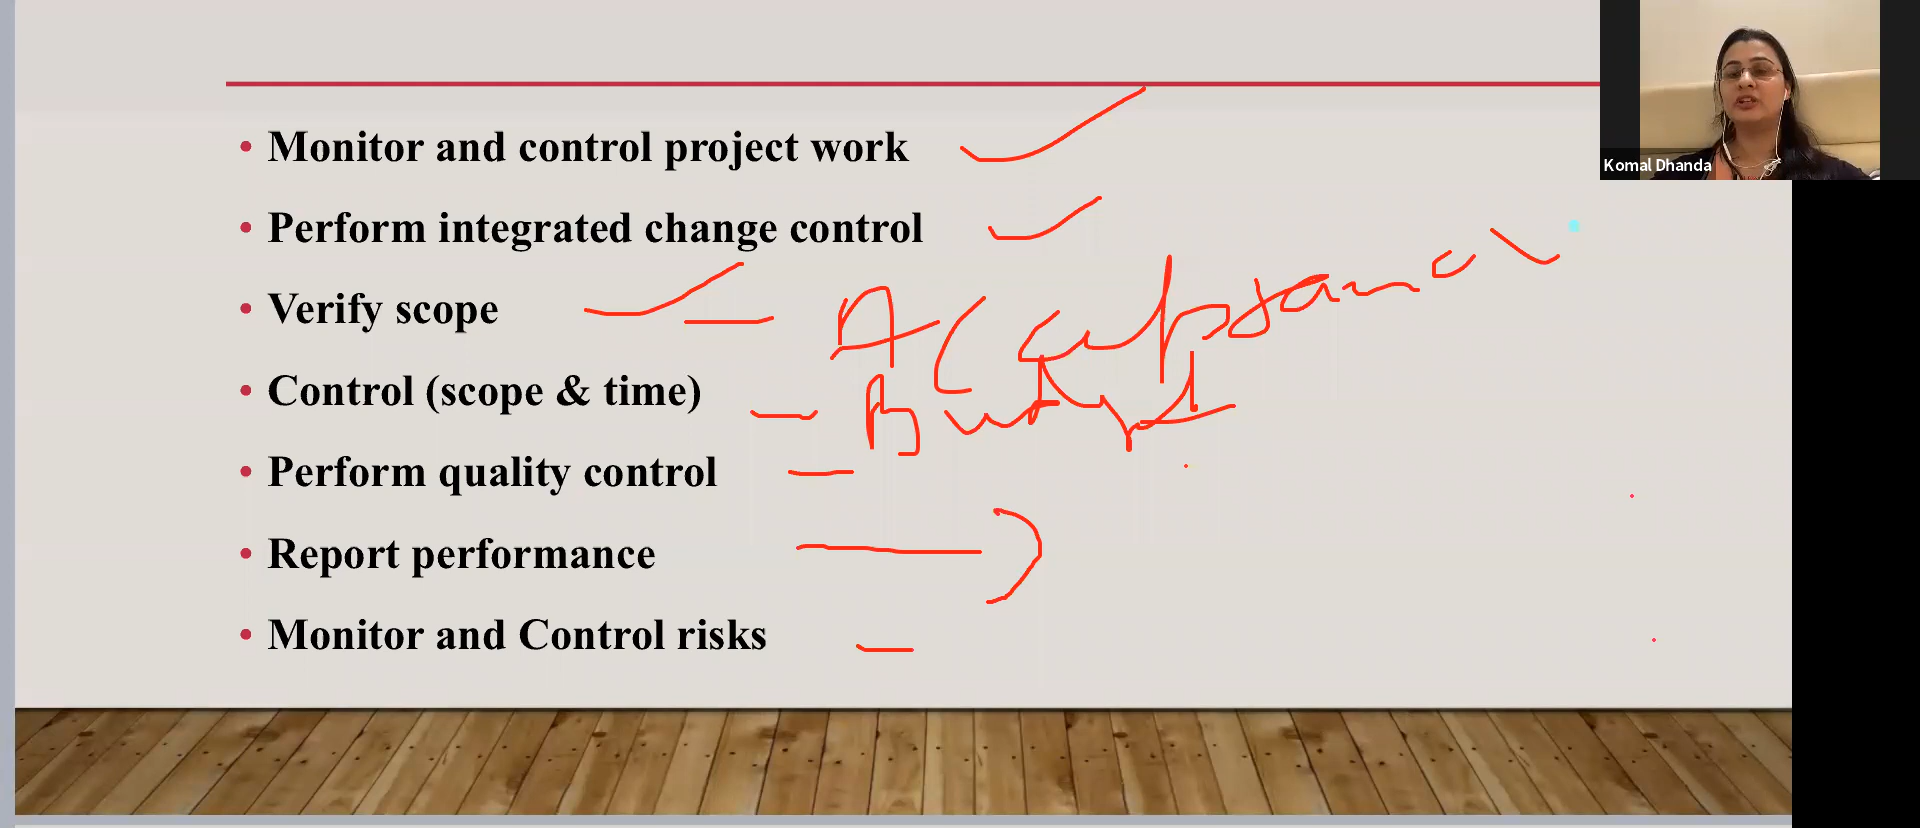 • Monitor and control project work
Komal Dhanda
• Perform integrated change control
• Verify scope
• Control (scope & time)
Budget
• Perform quality control
• Report performance
• Monitor and Control risks